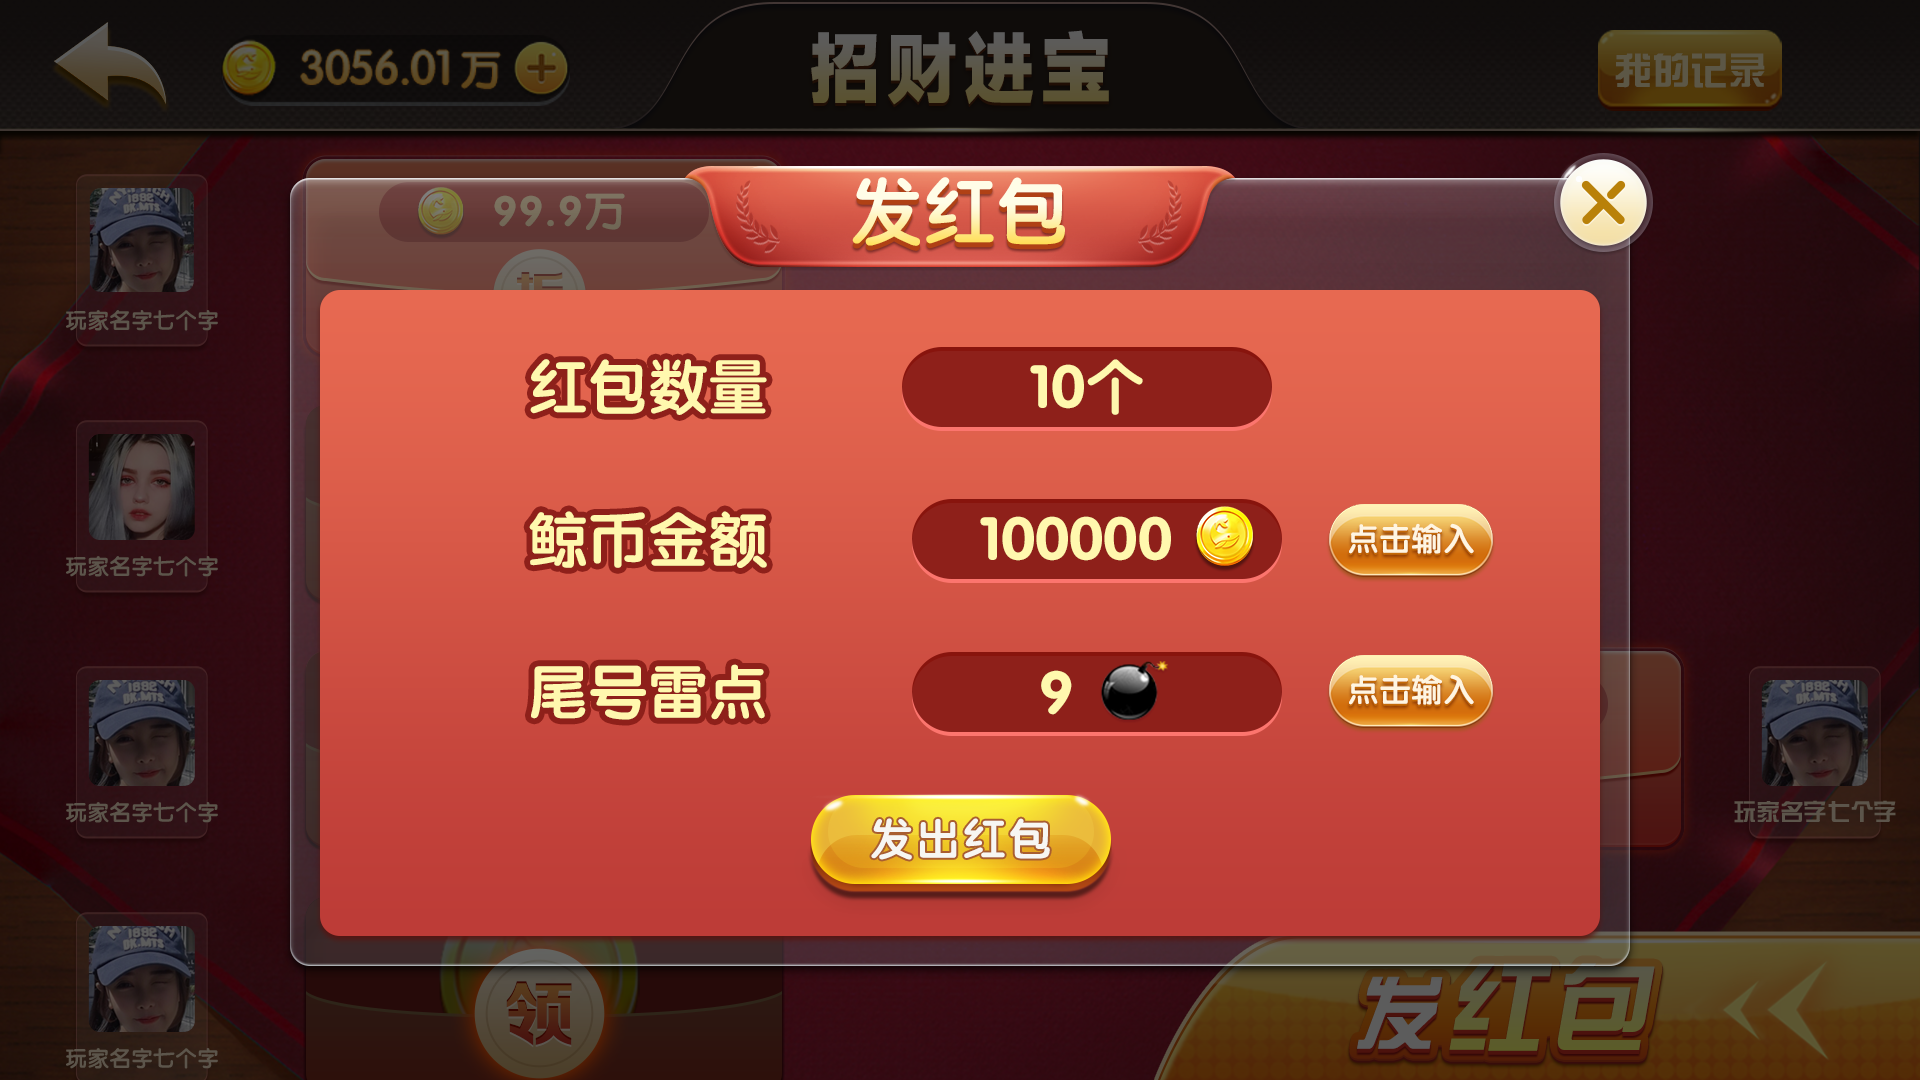 3056.01万
招财进宝
我的记录
99.9万
拆
发红包
红包数量
10个
鲸币金额
100000
点击输入
尾号雷点
9
点击输入
发出红包
玩家名字七个字
玩家名字七个字
玩家名字七个字
玩家名字七个字
玩家名字七个字
领
发红包